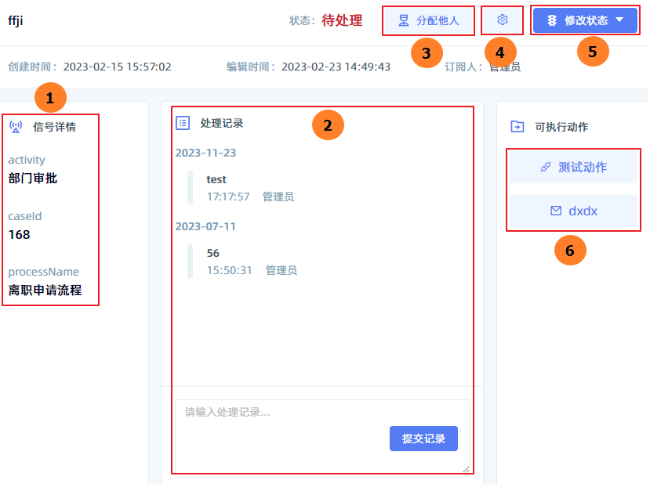 ffji
状态：待处理
分配他人
修改状态
3
4
5
创建时间：2023-02-15 15:57:02
编辑时间：2023-02-23 14:49:43
订阅人：管理员
1
信号详情
activity
部门审批
caseId
168
processName
离职申请流程
处理记录
2
2023-11-23
test
17:17:57 管理员
2023-07-11
56
15:50:31 管理员
请输入处理记录...
提交记录
可执行动作
测试动作
dxdx
6